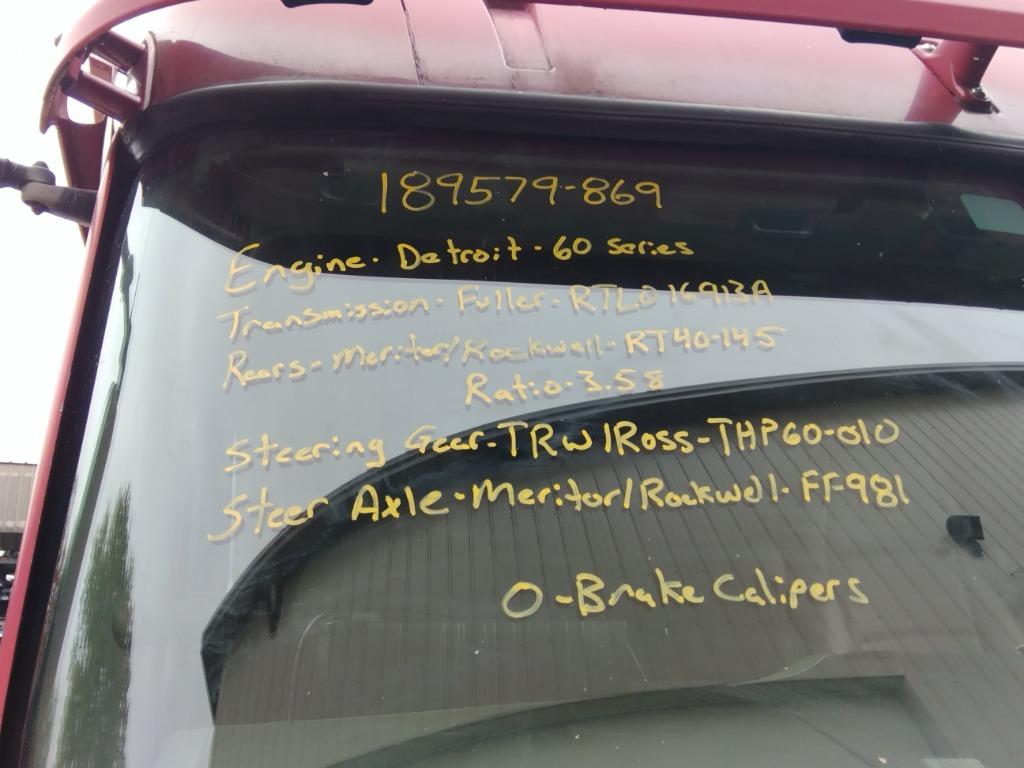 189579-869
Engine- Detroit-60 series
Transmission- Fuller-RTLO16913A
Rears-Meritor/Rockwell-RT40-145
Ratio-3.58
Steering Gear-TRW/Ross-THP60-010
Steer Axle-Meritor/Rockwell-FF-981
0-Brake Calipers